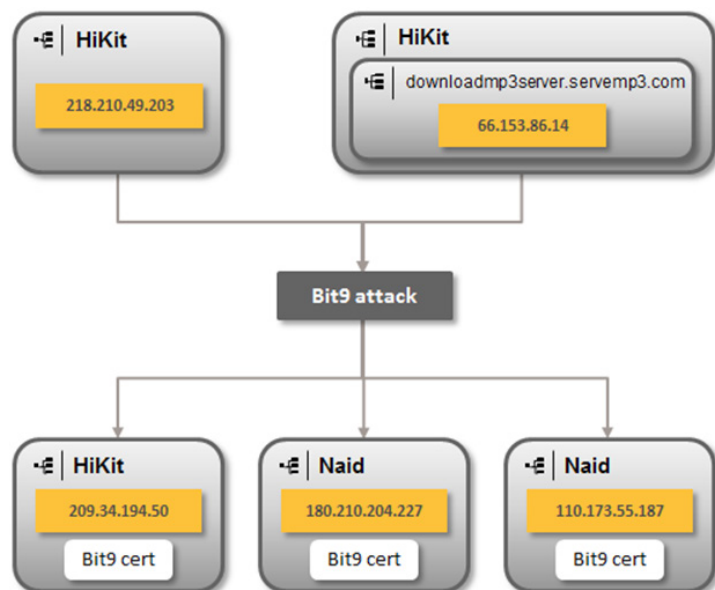 HiKit
218.210.49.203
HiKit
downloadmp3server.servemp3.com
66.153.86.14
Bit9 attack
HiKit
209.34.194.50
Bit9 cert
Naid
180.210.204.227
Bit9 cert
Naid
110.173.55.187
Bit9 cert